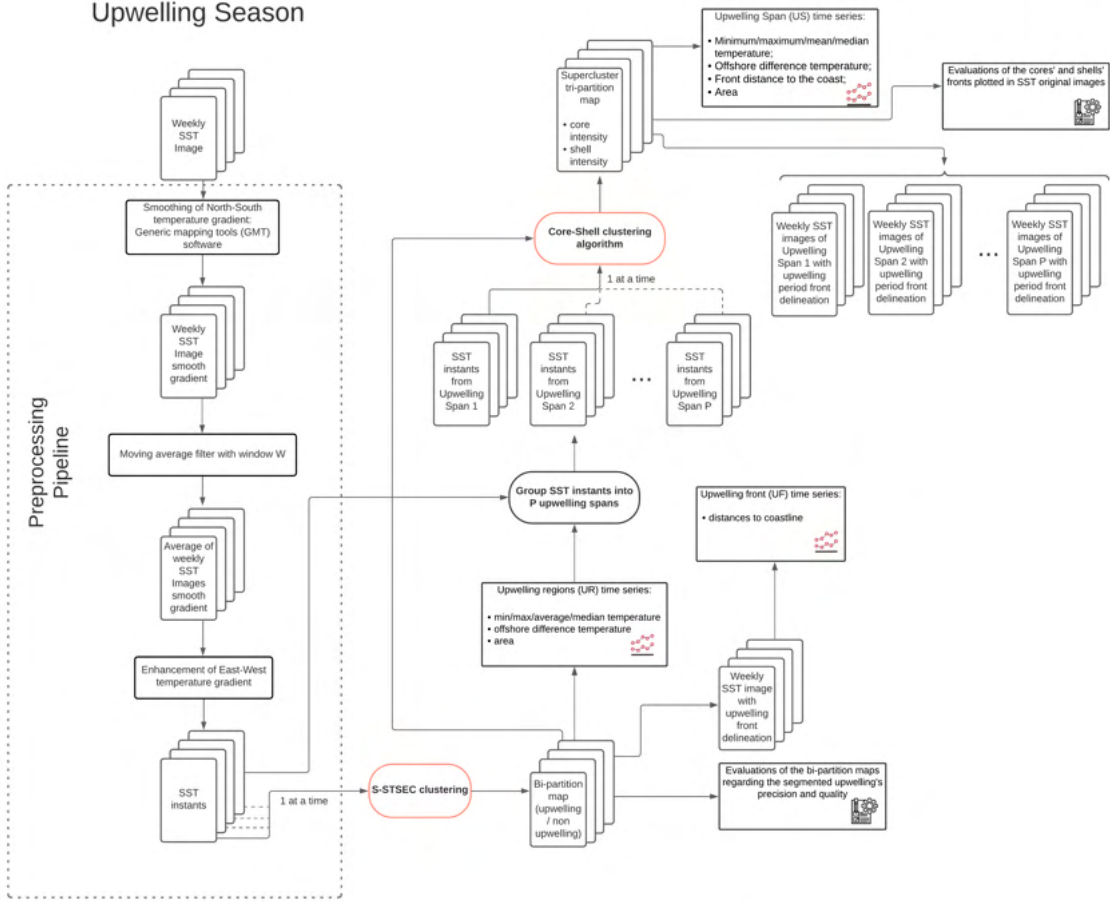 Upwelling Season
Weekly
SST
Image
Preprocessing
Pipeline
Smoothing of North-South
temperature gradient:
Generic mapping tools (GMT)
software
Weekly
SST
Image
smooth
gradient
Moving average filter with window W
Average of
weekly
SST
Images
smooth
gradient
Enhancement of East-West
temperature gradient
SST
instants
1 at a time
S-STSEC clustering
Bi-partition
map
(upwelling
/ non
upwelling)
Evaluations of the bi-partition maps
regarding the segmented upwelling's
precision and quality
Weekly
SST image
with
upwelling
front
delineation
Upwelling front (UF) time series:
• distances to coastline
Upwelling regions (UR) time series:
• min/max/average/median temperature
• offshore difference temperature
• area
Group SST instants into
P upwelling spans
SST
instants
from
Upwelling
Span 1
SST
instants
from
Upwelling
Span 2
...
SST
instants
from
Upwelling
Span P
1 at a time
Core-Shell clustering
algorithm
Supercluster
tri-partition
map
• core
intensity
• shell
intensity
Upwelling Span (US) time series:
• Minimum/maximum/mean/median
temperature;
• Offshore difference temperature;
• Front distance to the coast;
• Area
Evaluations of the cores' and shells'
fronts plotted in SST original images
Weekly SST
images of
Upwelling
Span 1 with
upwelling
period front
delineation
Weekly SST
images of
Upwelling
Span 2 with
upwelling
period front
delineation
...
Weekly SST
images of
Upwelling
Span P with
upwelling
period front
delineation